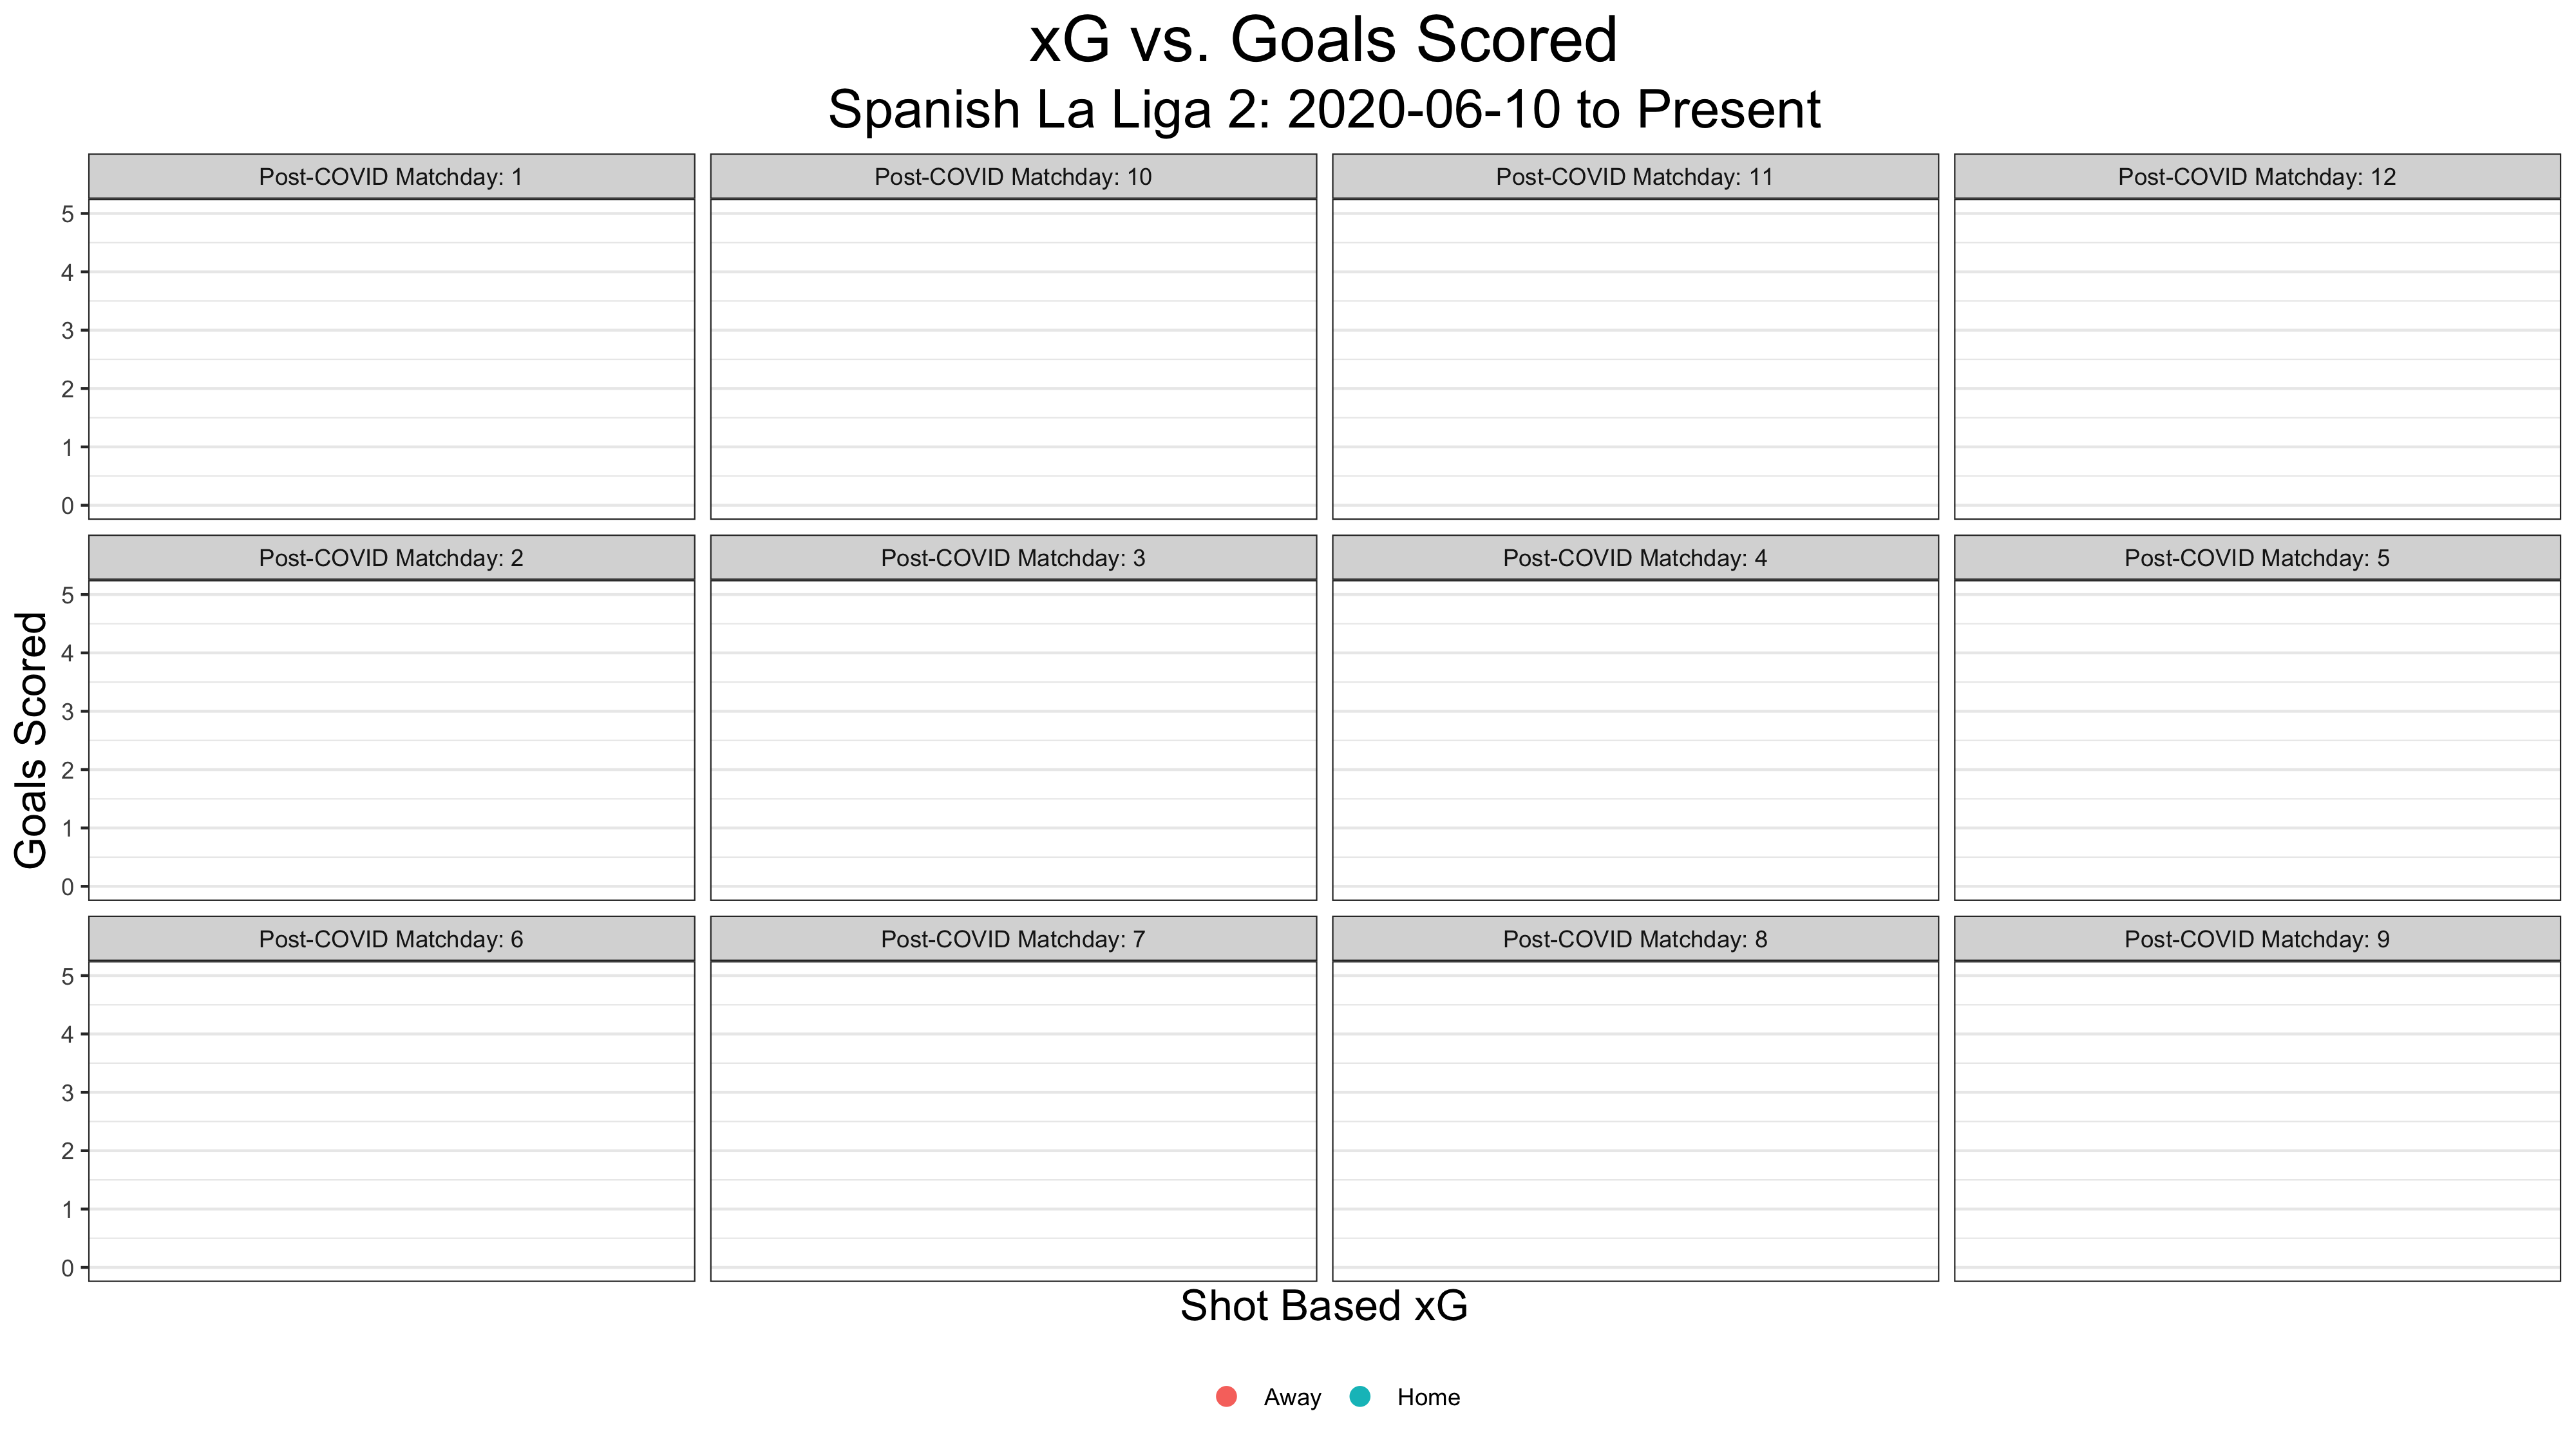 xG vs. Goals Scored
Spanish La Liga 2: 2020-06-10 to Present
Post-COVID Matchday: 1
Post-COVID Matchday: 10
Post-COVID Matchday: 11
Post-COVID Matchday: 12
5
4
3
2
1
0
Post-COVID Matchday: 2
Post-COVID Matchday: 3
Post-COVID Matchday: 4
Post-COVID Matchday: 5
Goals Scored
5
4
3
2
1
0
Post-COVID Matchday: 6
Post-COVID Matchday: 7
Post-COVID Matchday: 8
Post-COVID Matchday: 9
5
4
3
2
1
0
Shot Based xG
Away
Home